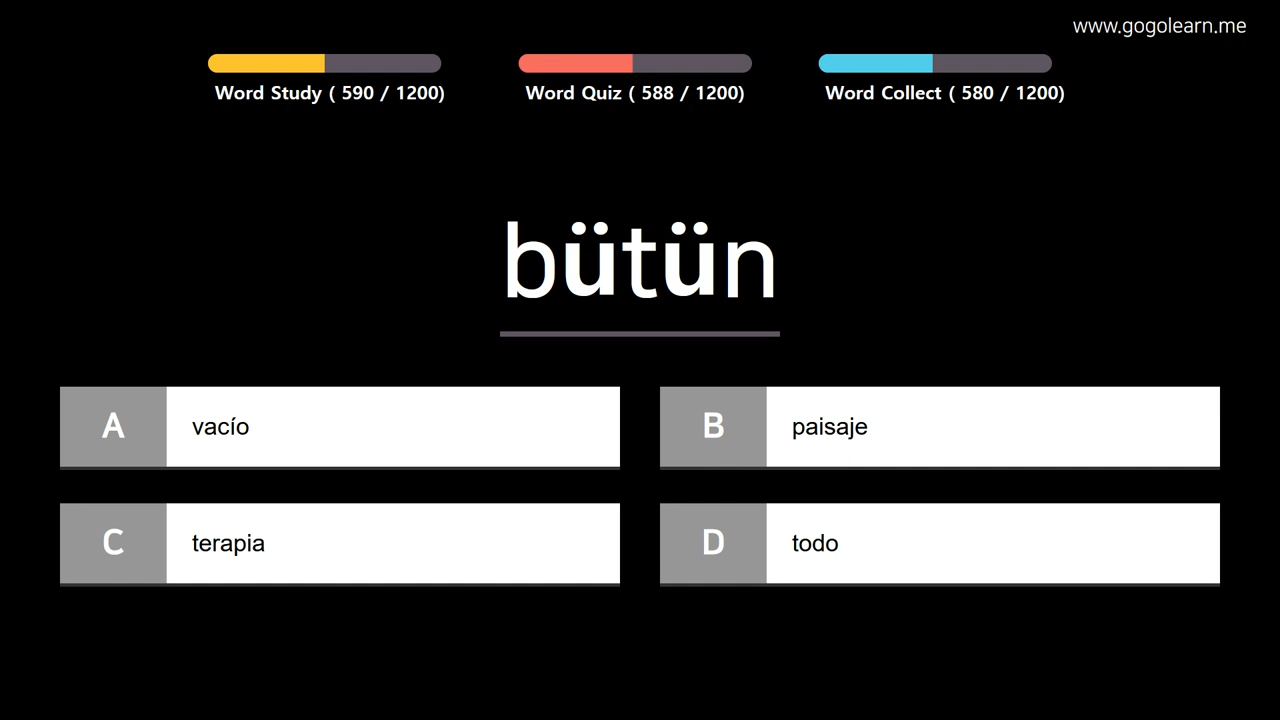 www.gogolearn.me
Word Study ( 590 / 1200)
Word Quiz ( 588 / 1200)
Word Collect ( 580 / 1200)
bütün
A vacío
B paisaje
C terapia
D todo